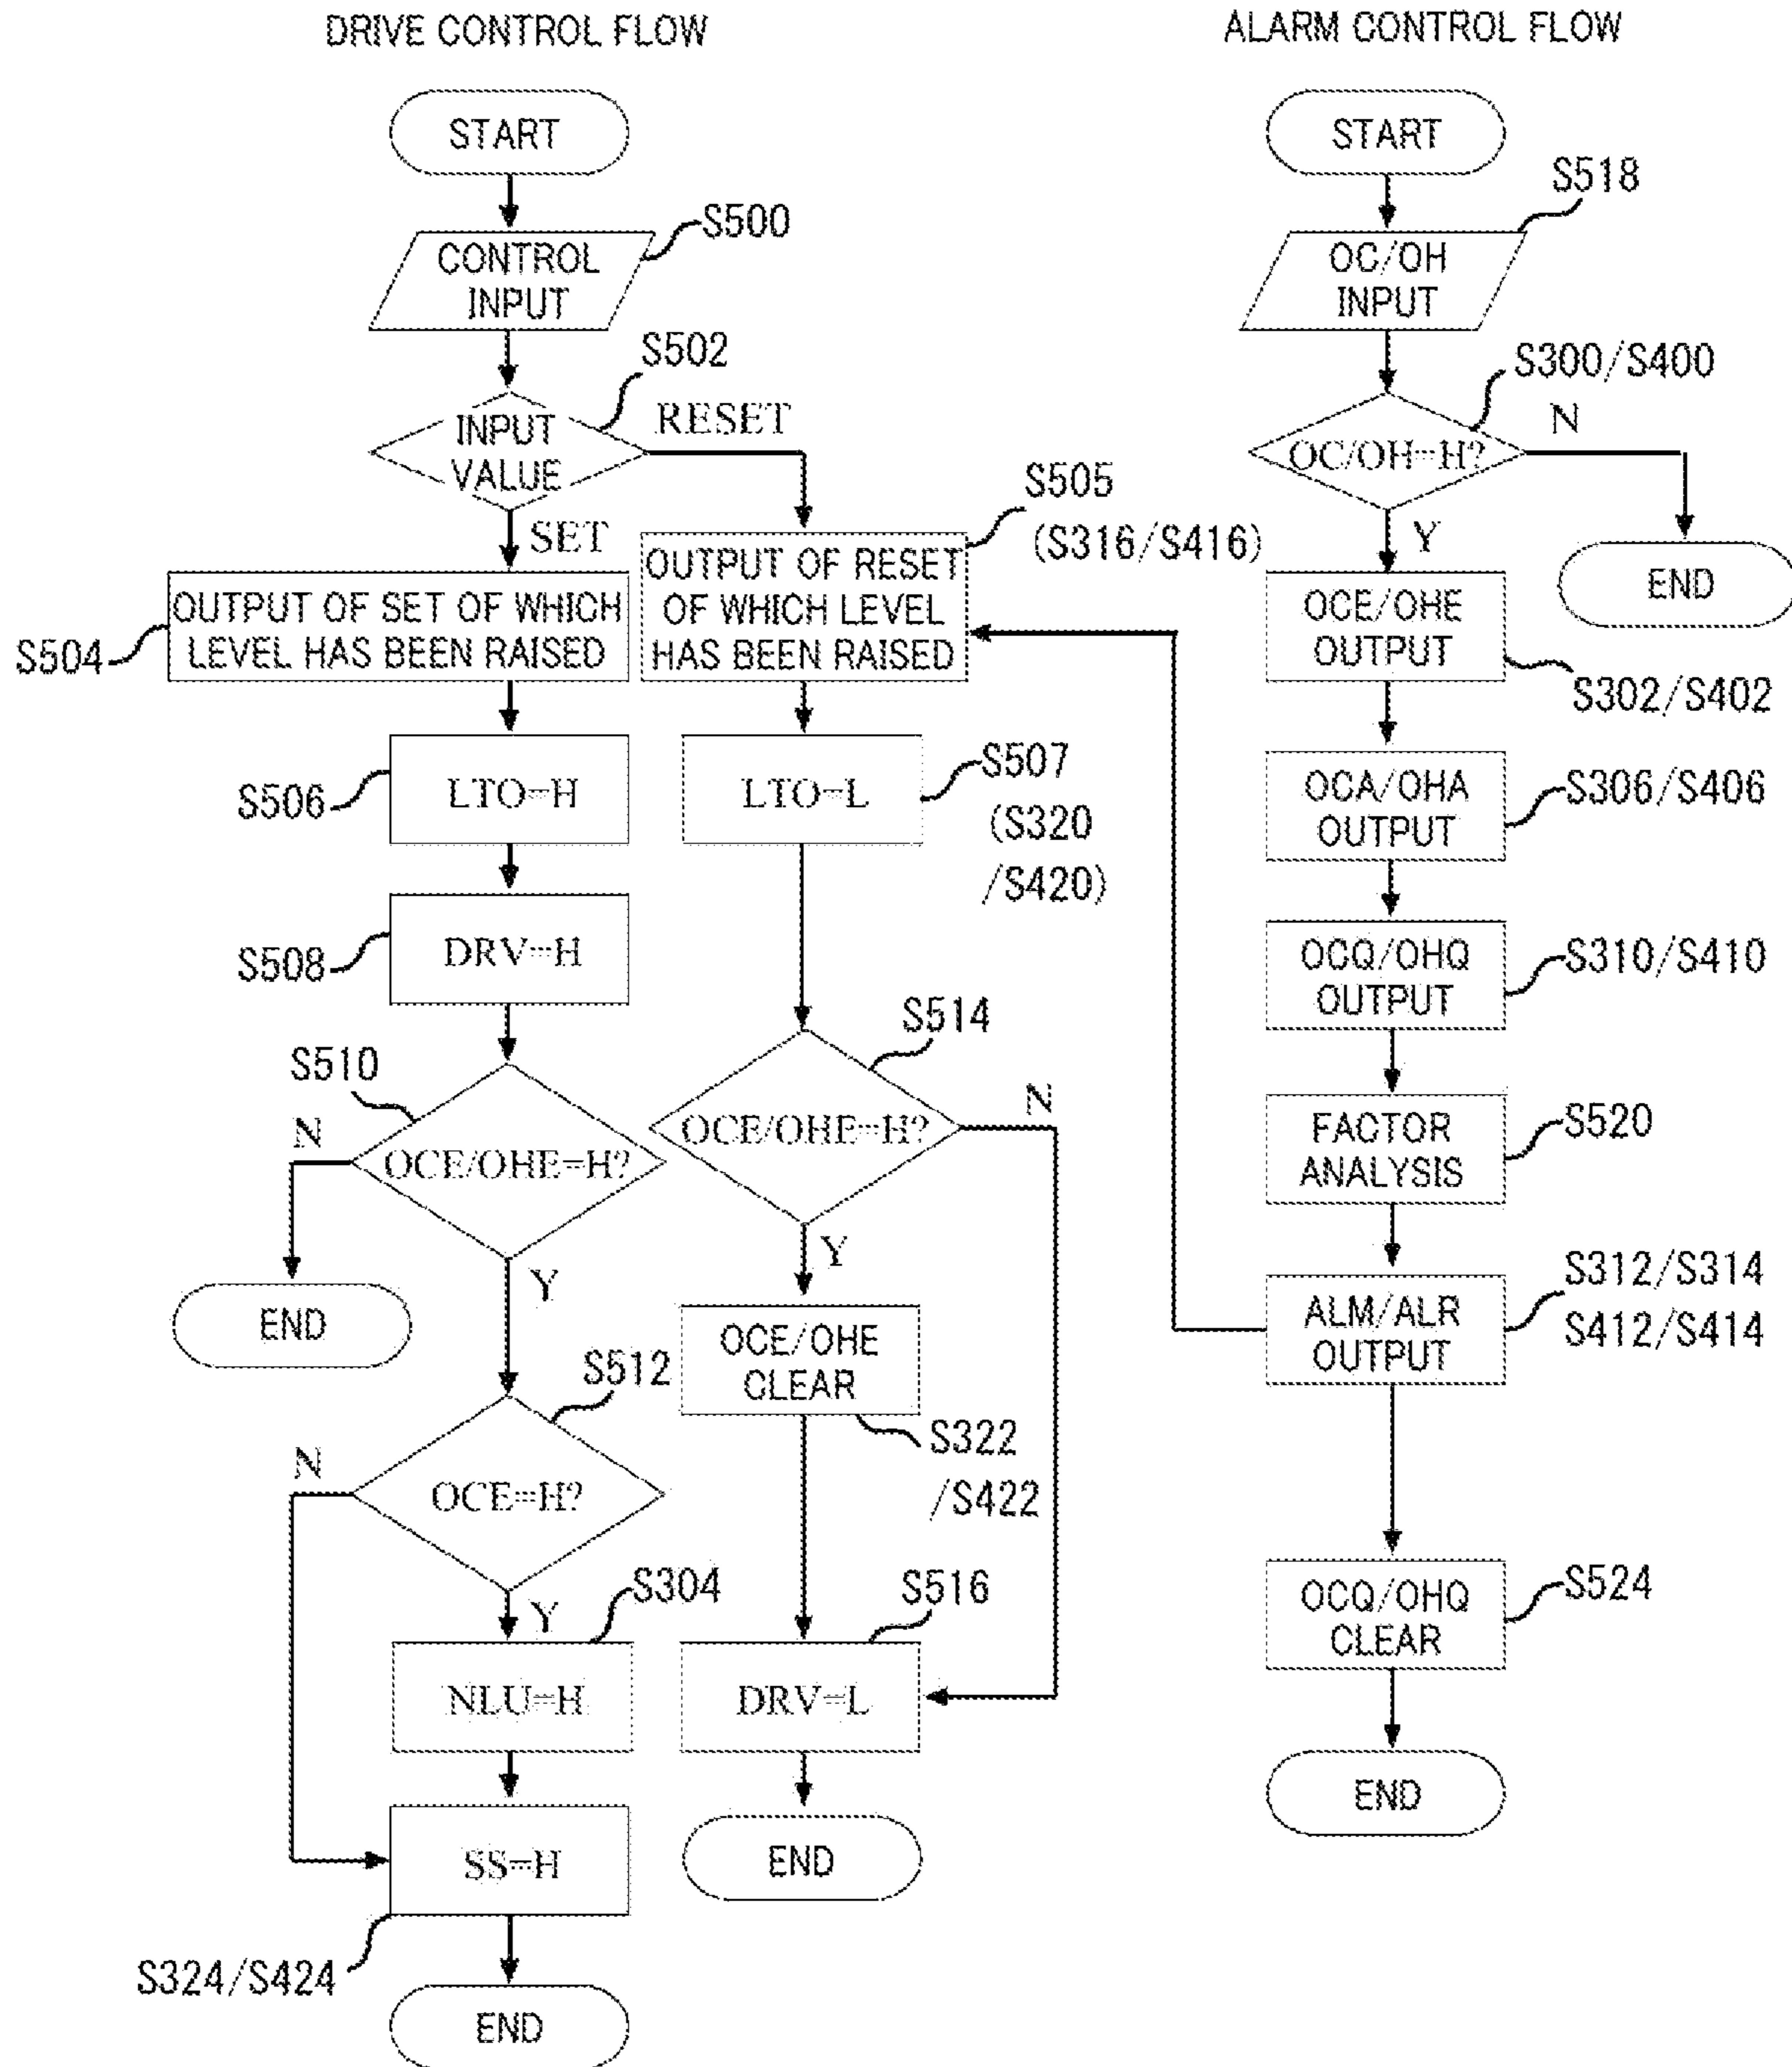 DRIVE CONTROL FLOW
START
S500
CONTROL
INPUT
S502
INPUT
VALUE
RESET
SET
S505
(S316/S416)
OUTPUT OF SET OF WHICH
LEVEL HAS BEEN RAISED
S504
OUTPUT OF RESET
OF WHICH LEVEL
HAS BEEN RAISED
S506
LTO=H
LTO=L
S507
(S320
/S420)
S508
DRV=H
S510
S514
N
OCE/OHE=H?
OCE/OHE=H?
N
END
Y
Y
OCE/OHE
CLEAR
S322
/S422
S512
N
OCE=H?
Y
S304
NLU=H
S516
DRV=L
SS=H
S324/S424
END
END
ALARM CONTROL FLOW
START
S518
OC/OH
INPUT
S300/S400
OC/OH=H?
N
Y
END
OCE/OHE
OUTPUT
S302/S402
OCA/OHA
OUTPUT
S306/S406
OCQ/OHQ
OUTPUT
S310/S410
FACTOR
ANALYSIS
S520
ALM/ALR
OUTPUT
S312/S314
S412/S414
OCQ/OHQ
CLEAR
S524
END